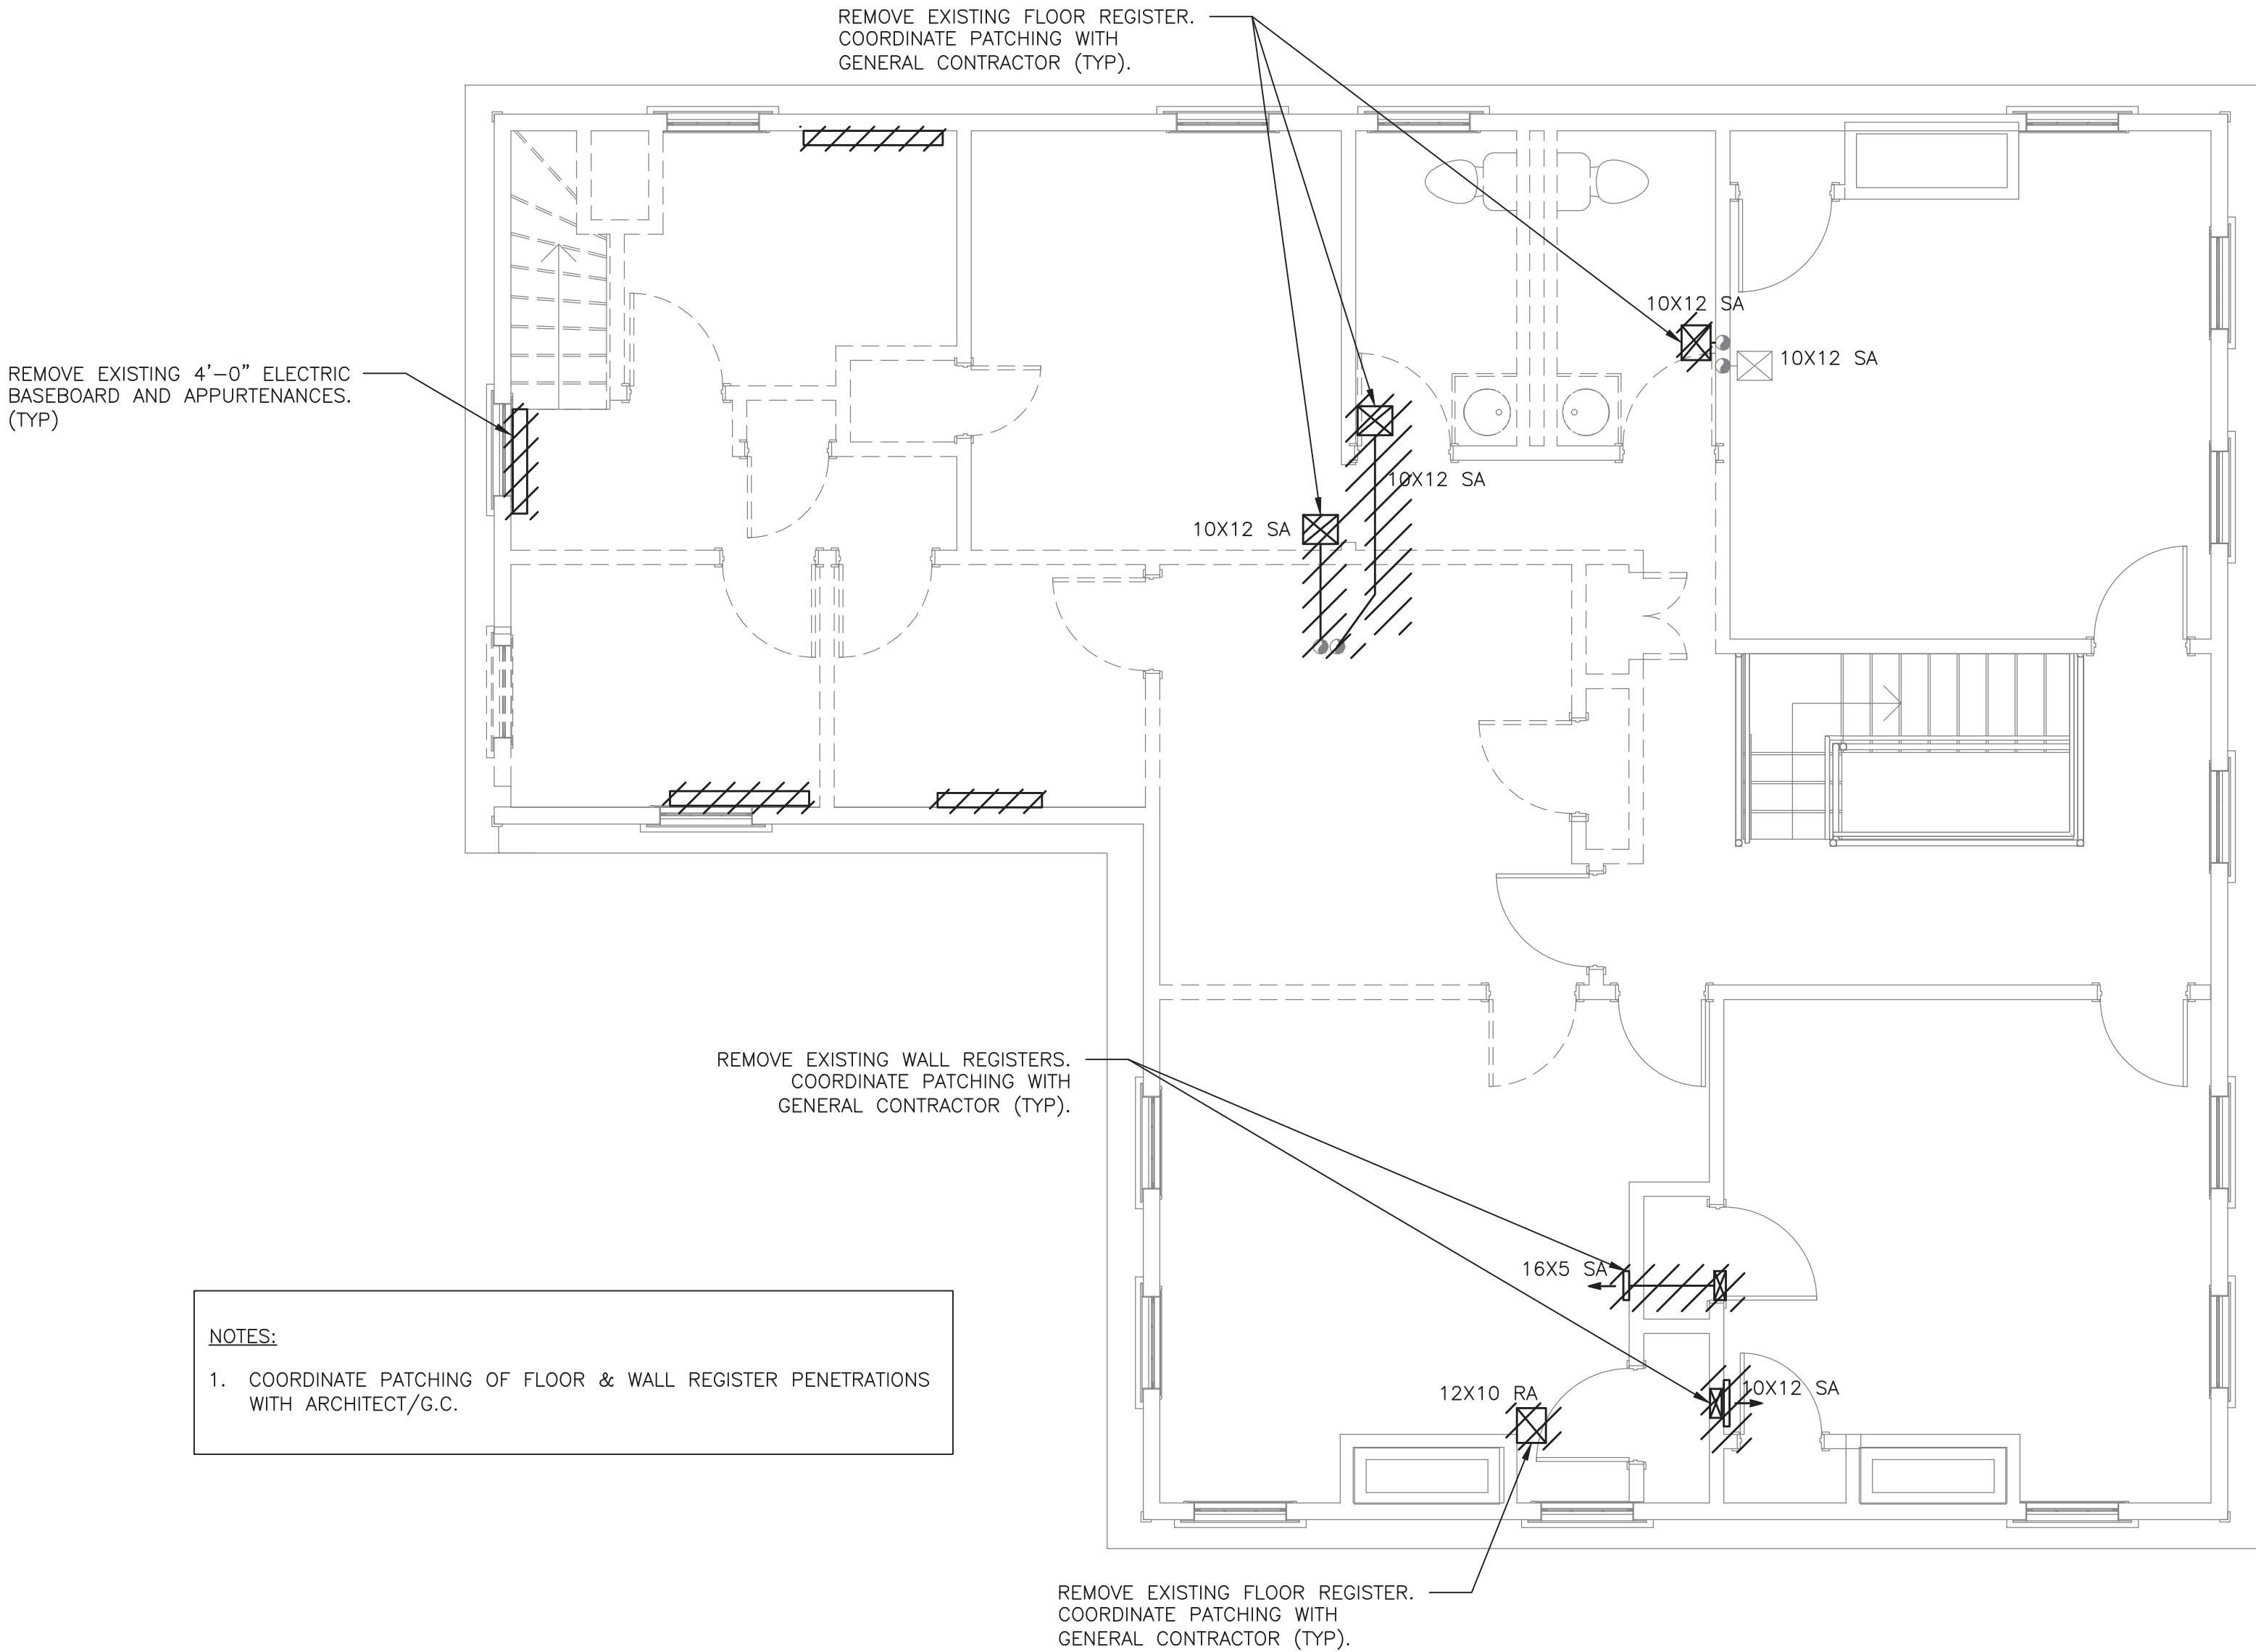 REMOVE EXISTING FLOOR REGISTER.
COORDINATE PATCHING WITH
GENERAL CONTRACTOR (TYP).
10X12 SA
10X12 SA
REMOVE EXISTING 4'-0" ELECTRIC
BASEBOARD AND APPURTENANCES.
(TYP)
10X12 SA
10X12 SA
REMOVE EXISTING WALL REGISTERS.
COORDINATE PATCHING WITH
GENERAL CONTRACTOR (TYP).
16X5 SA
NOTES:
1. COORDINATE PATCHING OF FLOOR & WALL REGISTER PENETRATIONS
WITH ARCHITECT/G.C.
12X10 RA
10X12 SA
REMOVE EXISTING FLOOR REGISTER.
COORDINATE PATCHING WITH
GENERAL CONTRACTOR (TYP).